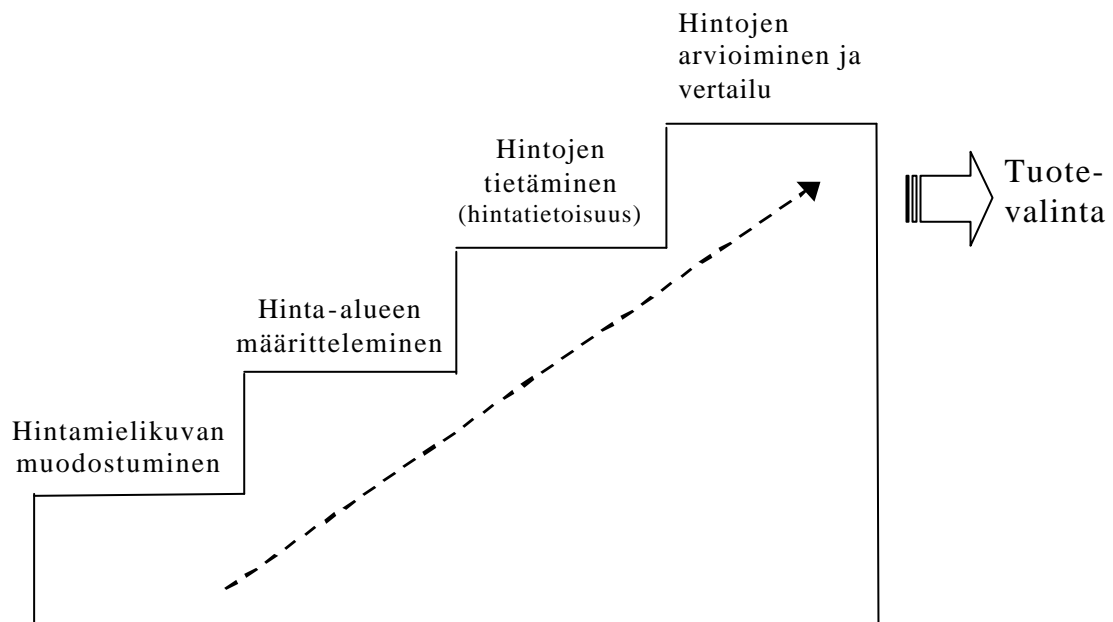 Hintojen
arvioiminen ja
vertailu
Hintojen
tietäminen
(hintatietoisuus)
Tuote-
valinta
Hinta-alueen
määritteleminen
Hintamielikuvan
muodostuminen